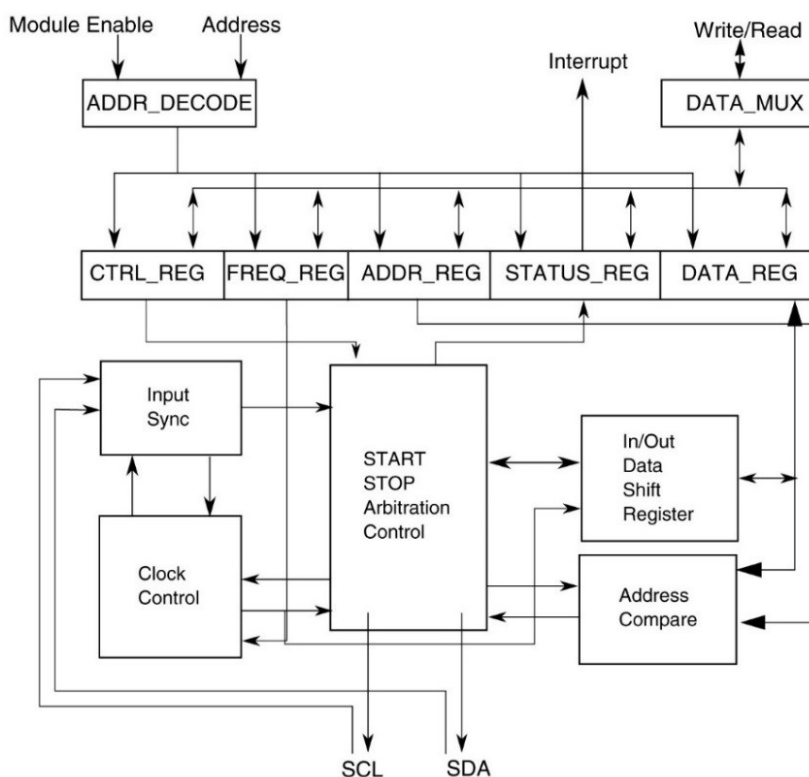 Module Enable
Address
Write/Read
Interrupt
ADDR_DECODE
DATA_MUX
CTRL_REG
FREQ_REG
ADDR_REG
STATUS_REG
DATA_REG
Input
Sync
START
STOP
Arbitration
Control
In/Out
Data
Shift
Register
Clock
Control
Address
Compare
SCL
SDA